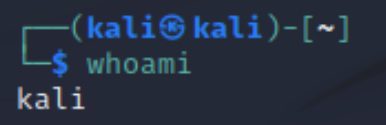 ┌──(kali㉿kali)-[~]
└─$ whoami
kali